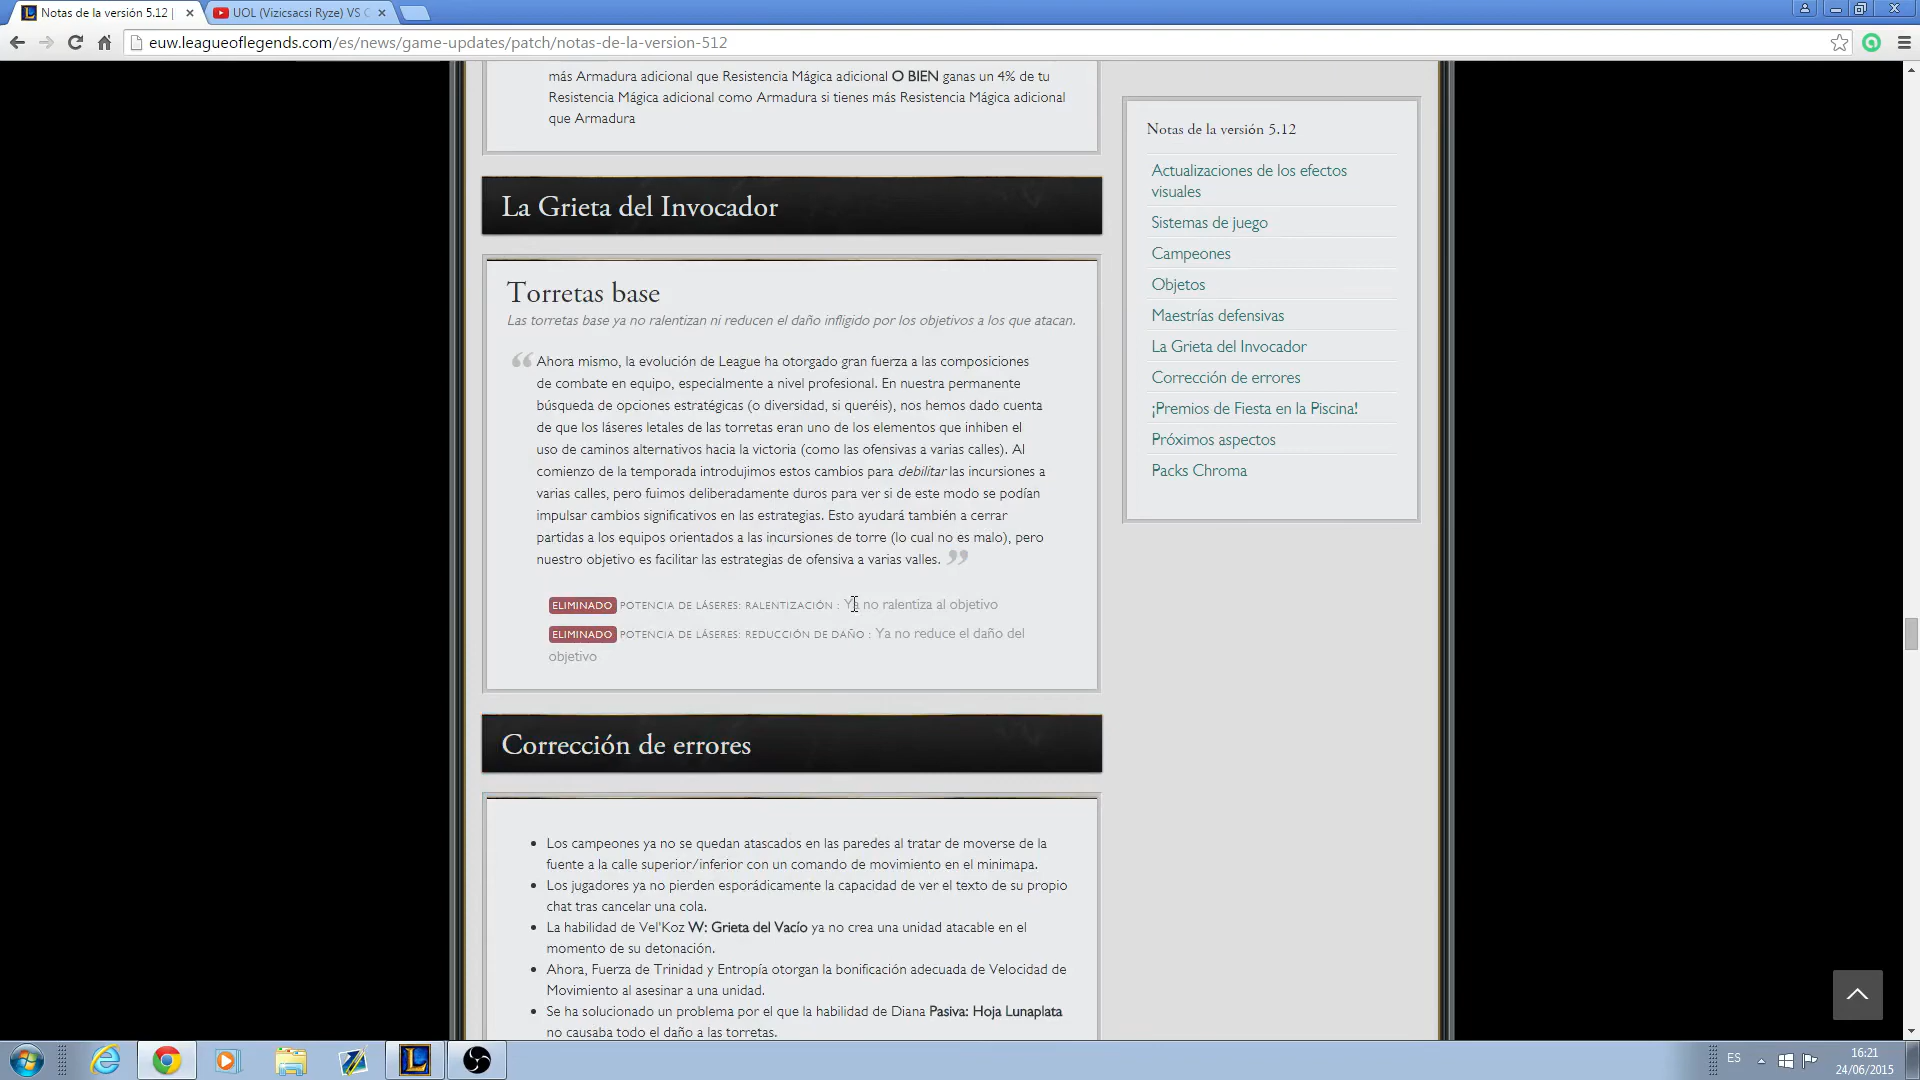 Notas de la versión 5.12 |
UOL (Vizicsacsi Ryze) VS C
euw.leagueoflegends.com/es/news/game-updates/patch/notas-de-la-version-512
más Armadura adicional que Resistencia Mágica adicional O BIEN ganas un 4% de tu
Resistencia Mágica adicional como Armadura si tienes más Resistencia Mágica adicional
que Armadura
La Grieta del Invocador
Torretas base
Las torretas base ya no ralentizan ni reducen el daño infligido por los objetivos a los que atacan.
“ Ahora mismo, la evolución de League ha otorgado gran fuerza a las composiciones
de combate en equipo, especialmente a nivel profesional. En nuestra permanente
búsqueda de opciones estratégicas (o diversidad, si queréis), nos hemos dado cuenta
de que los láseres letales de las torretas eran uno de los elementos que inhiben el
uso de caminos alternativos hacia la victoria (como las ofensivas a varias calles). Al
comienzo de la temporada introdujimos estos cambios para debilitar las incursiones a
varias calles, pero fuimos deliberadamente duros para ver si de este modo se podían
impulsar cambios significativos en las estrategias. Esto ayudará también a cerrar
partidas a los equipos orientados a las incursiones de torre (lo cual no es malo), pero
nuestro objetivo es facilitar las estrategias de ofensiva a varias valles. ”
ELIMINADO POTENCIA DE LÁSERES: RALENTIZACIÓN : Ya no ralentiza al objetivo
ELIMINADO POTENCIA DE LÁSERES: REDUCCIÓN DE DAÑO : Ya no reduce el daño del
objetivo
Corrección de errores
• Los campeones ya no se quedan atascados en las paredes al tratar de moverse de la
fuente a la calle superior/inferior con un comando de movimiento en el minimapa.
• Los jugadores ya no pierden esporádicamente la capacidad de ver el texto de su propio
chat tras cancelar una cola.
• La habilidad de Vel'Koz W: Grieta del Vacío ya no crea una unidad atacable en el
momento de su detonación.
• Ahora, Fuerza de Trinidad y Entropía otorgan la bonificación adecuada de Velocidad de
Movimiento al asesinar a una unidad.
• Se ha solucionado un problema por el que la habilidad de Diana Pasiva: Hoja Lunaplata
no causaba todo el daño a las torretas.
Notas de la versión 5.12
Actualizaciones de los efectos
visuales
Sistemas de juego
Campeones
Objetos
Maestrías defensivas
La Grieta del Invocador
Corrección de errores
¡Premios de Fiesta en la Piscina!
Próximos aspectos
Packs Chroma
ES
16:21
24/06/2015